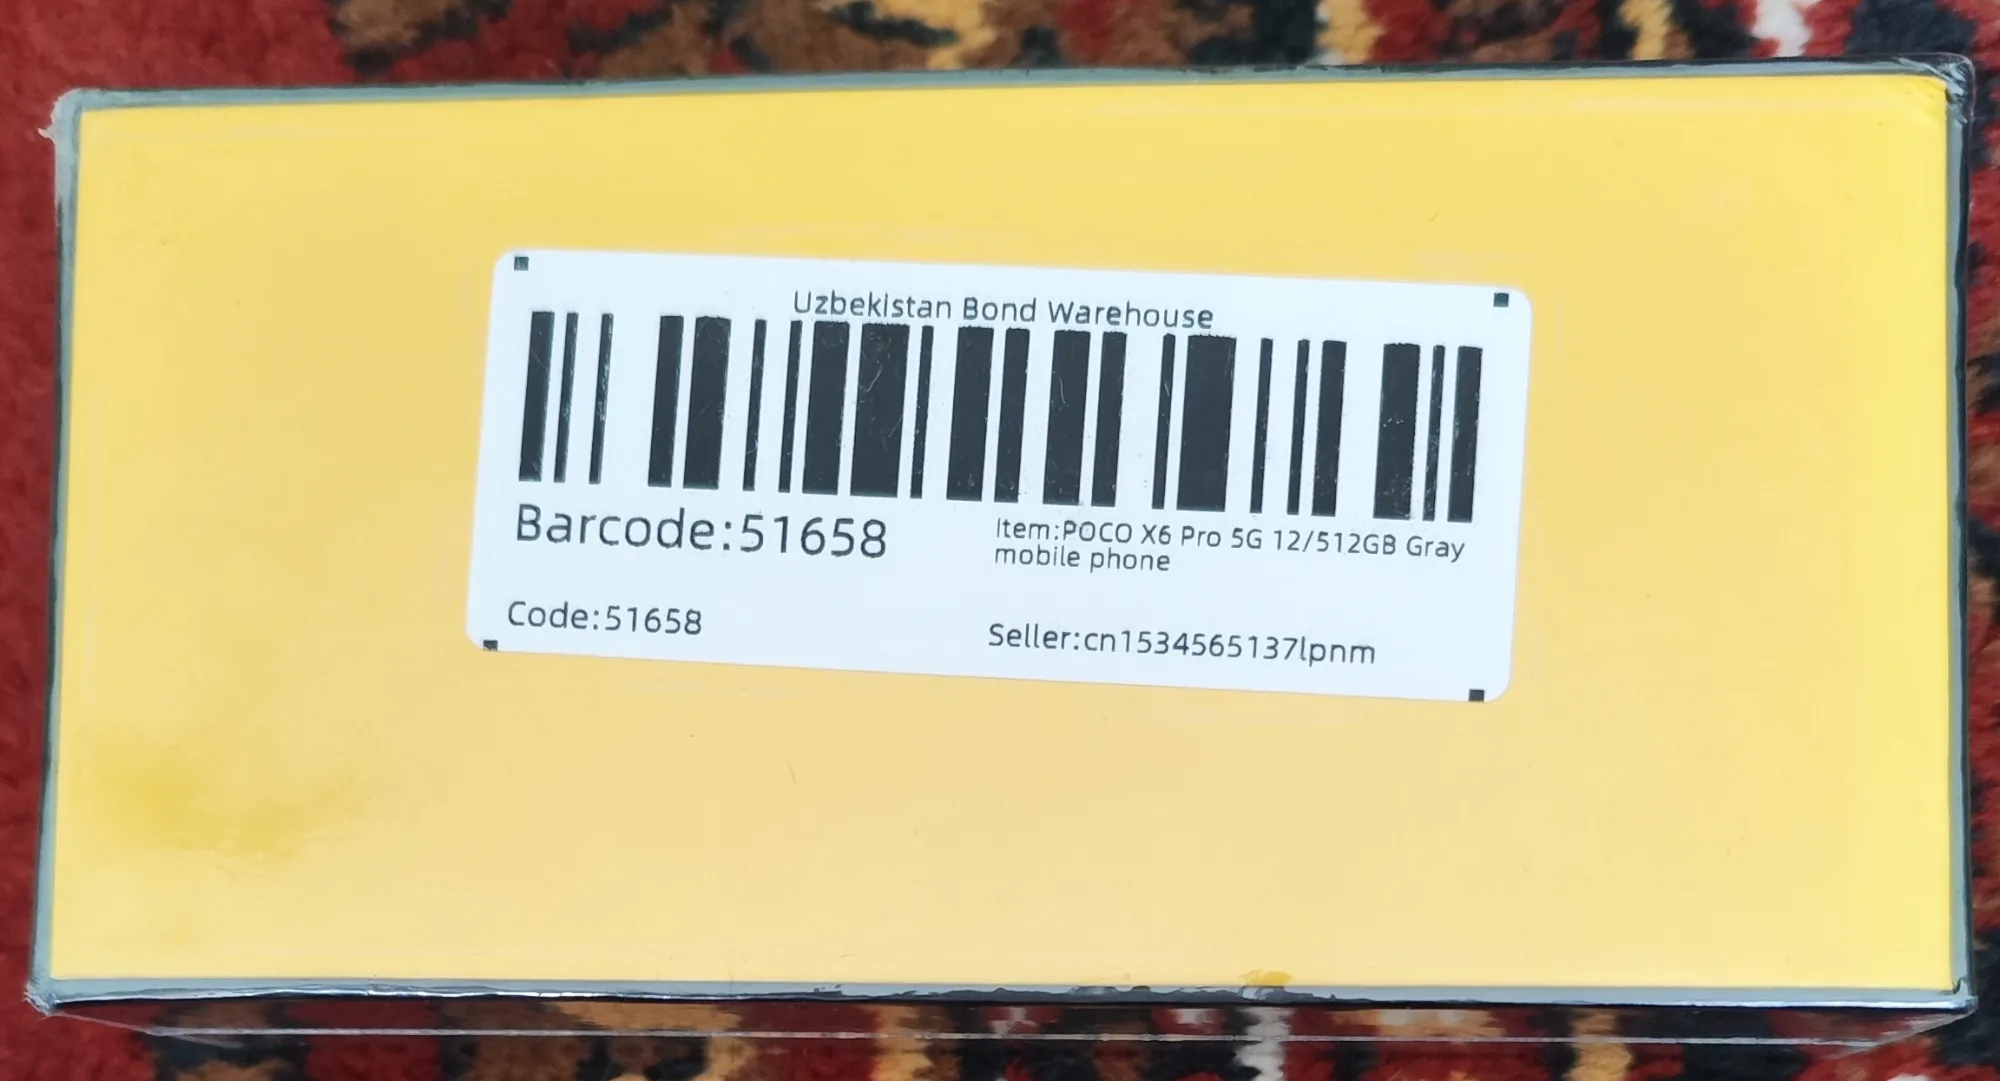 Uzbekistan Bond Warehouse
Barcode:51658
Item:POCO X6 Pro 5G 12/512GB Gray
mobile phone
Code:51658
Seller:cn1534565137lpnm